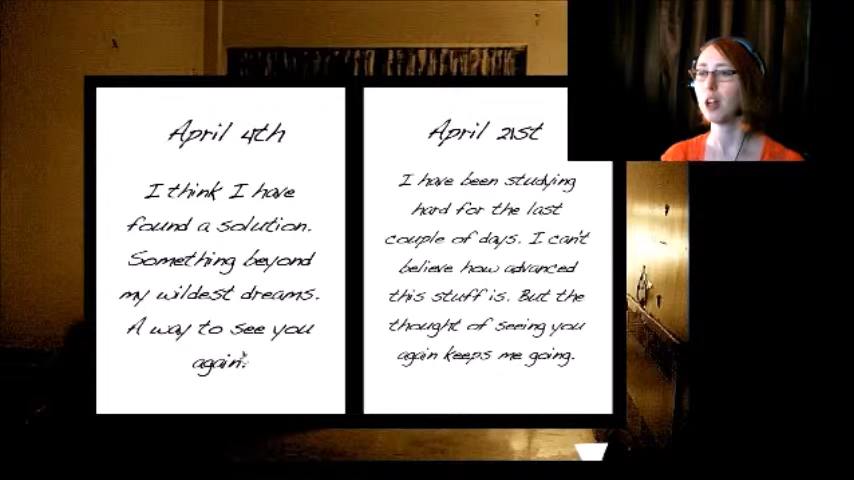 April 4th
I think I have
found a solution.
Something beyond
my wildest dreams.
A way to see you
again.
April 21st
I have been studying
hard for the last
couple of days. I can't
believe how advanced
this stuff is. But the
thought of seeing you
again keeps me going.